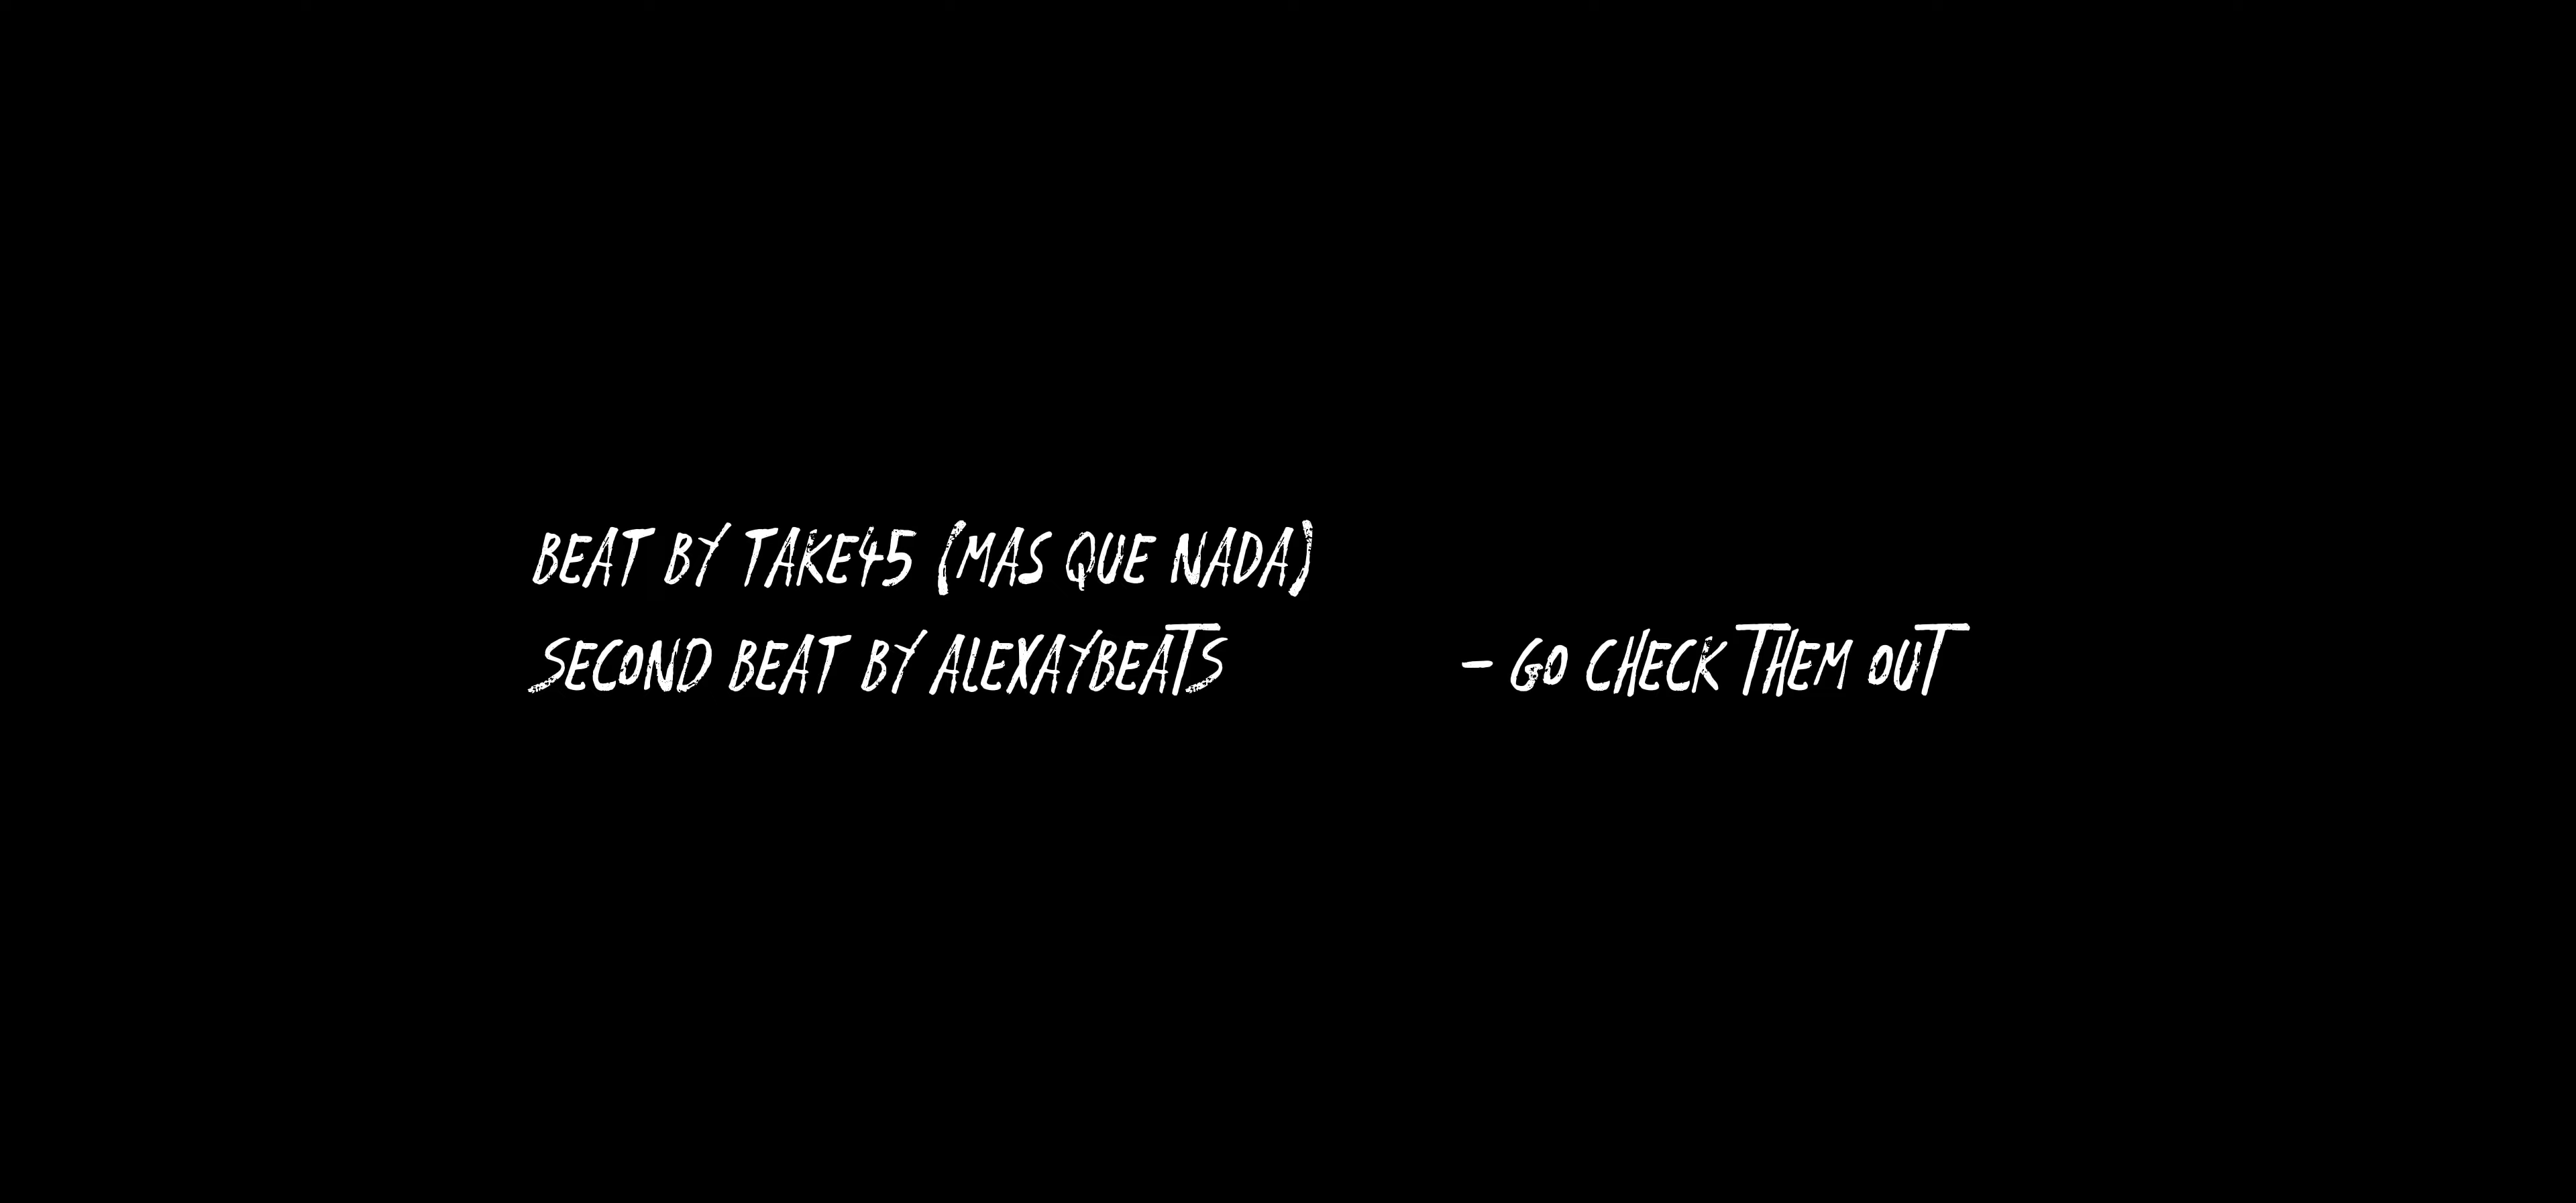 BEAT BY TAKE45 (MAS QUE NADA)
SECOND BEAT BY ALEXAYBEATS - GO CHECK THEM OUT